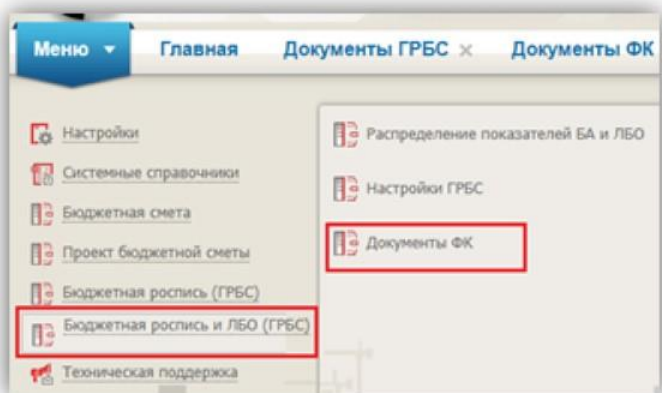 Меню Главная Документы ГРБС × Документы ФК
Настройки
Системные справочники
Бюджетная смета
Проект бюджетной сметы
Бюджетная роспись (ГРБС)
Бюджетная роспись и ЛБО (ГРБС)
Техническая поддержка
Распределение показателей БА и ЛБО
Настройки ГРБС
Документы ФК